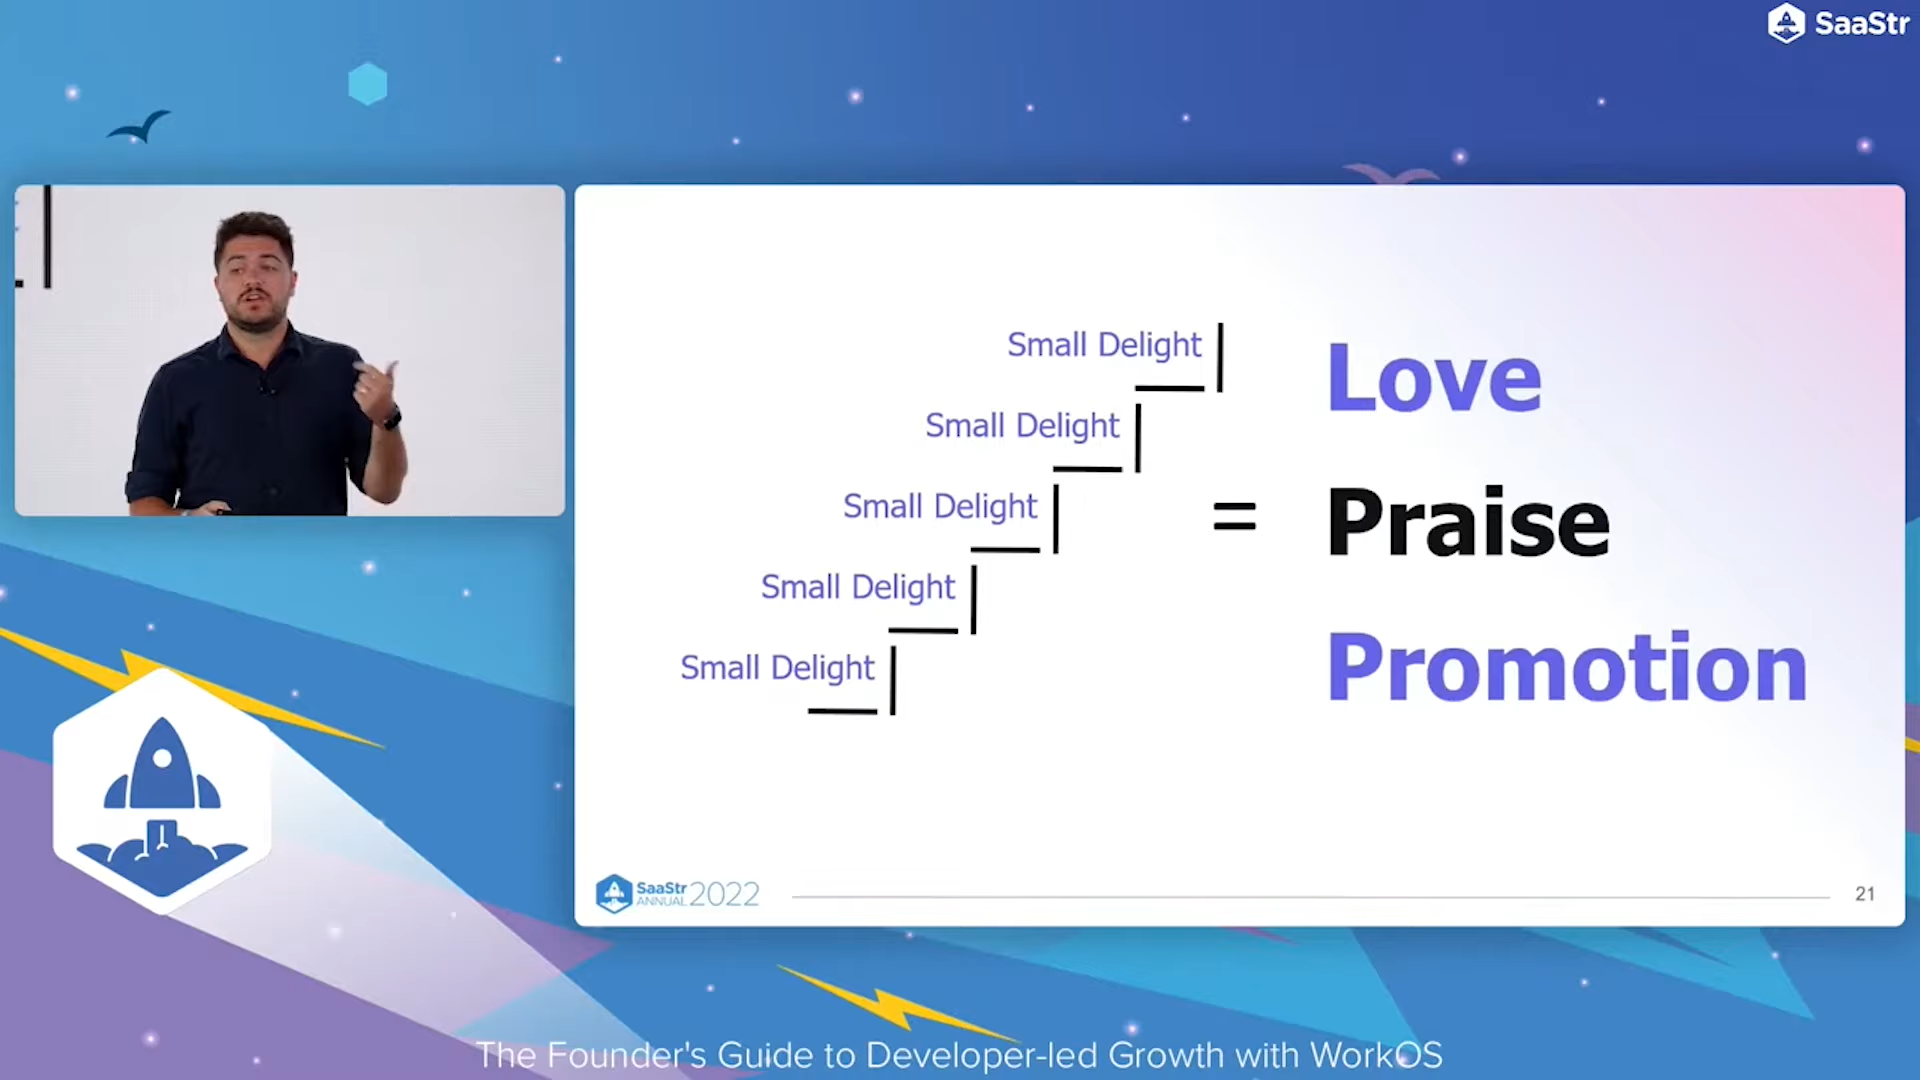 SaaStr
Small Delight
Small Delight
Small Delight
Small Delight
Small Delight
=
Love
Praise
Promotion
SaaStr
ANNUAL 2022
21
The Founder's Guide to Developer-led Growth with WorkOS